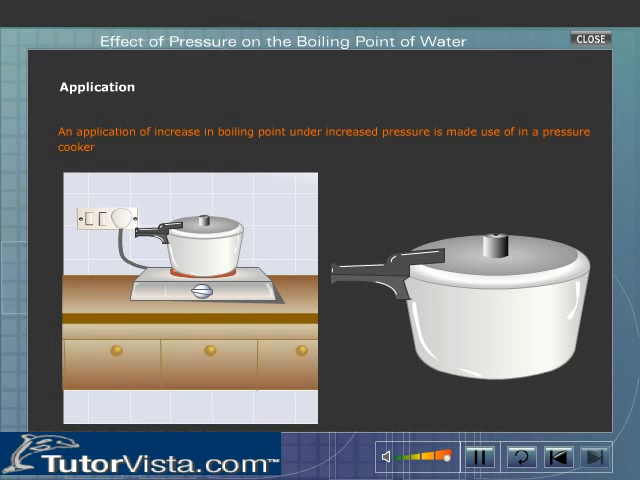 Effect of Pressure on the Boiling Point of Water
CLOSE
Application
An application of increase in boiling point under increased pressure is made use of in a pressure
cooker
TutorVista.com™